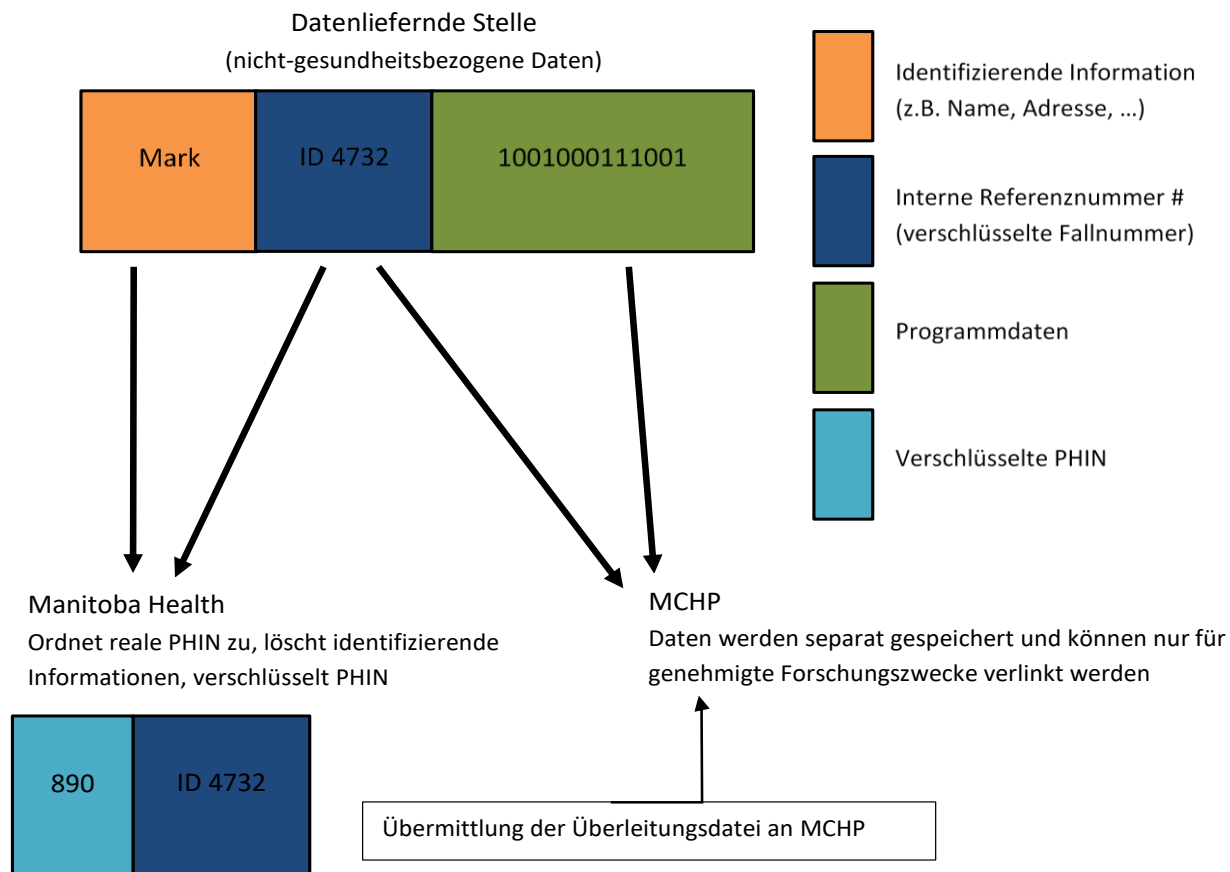 Datenliefernde Stelle
(nicht-gesundheitsbezogene Daten)
Mark
ID 4732
1001000111001
Identifizierende Information
(z.B. Name, Adresse, …)
Interne Referenznummer #
(verschlüsselte Fallnummer)
Programmdaten
Verschlüsselte PHIN
Manitoba Health
Ordnet reale PHIN zu, löscht identifizierende
Informationen, verschlüsselt PHIN
MCHP
Daten werden separat gespeichert und können nur für
genehmigte Forschungszwecke verlinkt werden
890
ID 4732
Übermittlung der Überleitungsdatei an MCHP